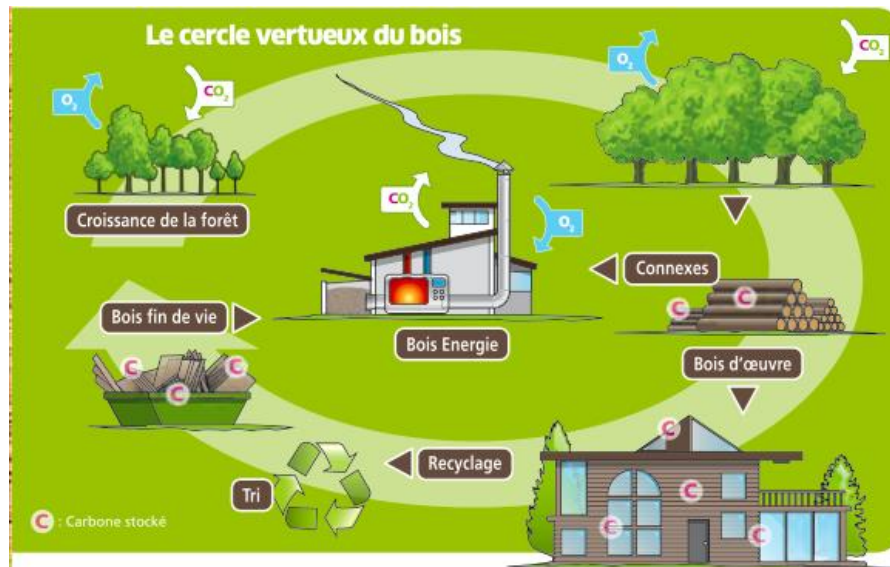 Le cercle vertueux du bois
O₂
CO₂
O₂
CO₂
Croissance de la forêt
CO₂
O₂
Connexes
C
C
Bois fin de vie
Bois Energie
Bois d'œuvre
C
C
C
C
Recyclage
C
Tri
C
C
C
C : Carbone stocké